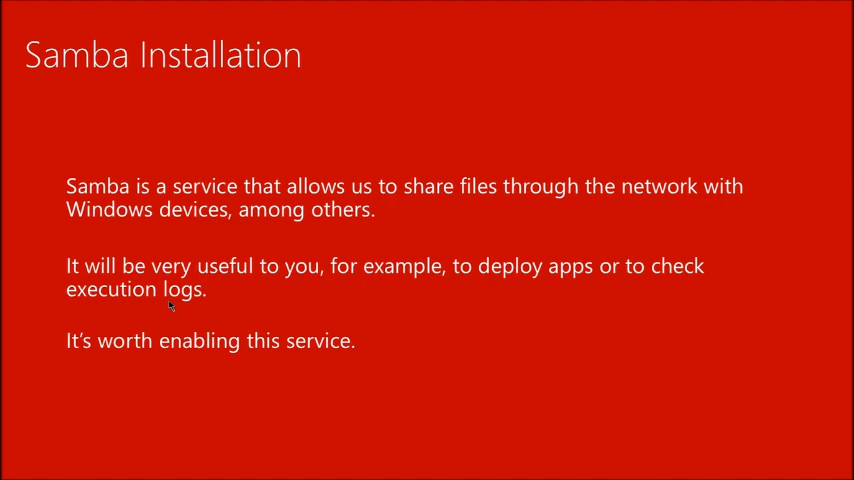 Samba Installation
Samba is a service that allows us to share files through the network with
Windows devices, among others.
It will be very useful to you, for example, to deploy apps or to check
execution logs.
It's worth enabling this service.